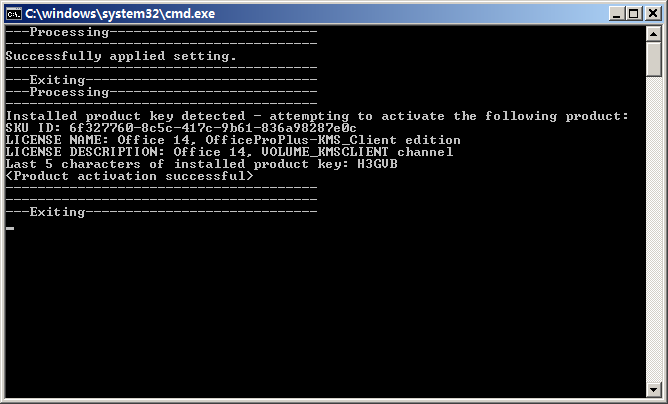 C:\windows\system32\cmd.exe
---Processing---------------------------
----------------------------------------
Successfully applied setting.
----------------------------------------
---Exiting------------------------------
---Processing---------------------------
----------------------------------------
Installed product key detected - attempting to activate the following product:
SKU ID: 6f327760-8c5c-417c-9b61-836a98287e0c
LICENSE NAME: Office 14, OfficeProPlus-KMS_Client edition
LICENSE DESCRIPTION: Office 14, VOLUME_KMSCLIENT channel
Last 5 characters of installed product key: H3GVB
<Product activation successful>
----------------------------------------
----------------------------------------
---Exiting------------------------------